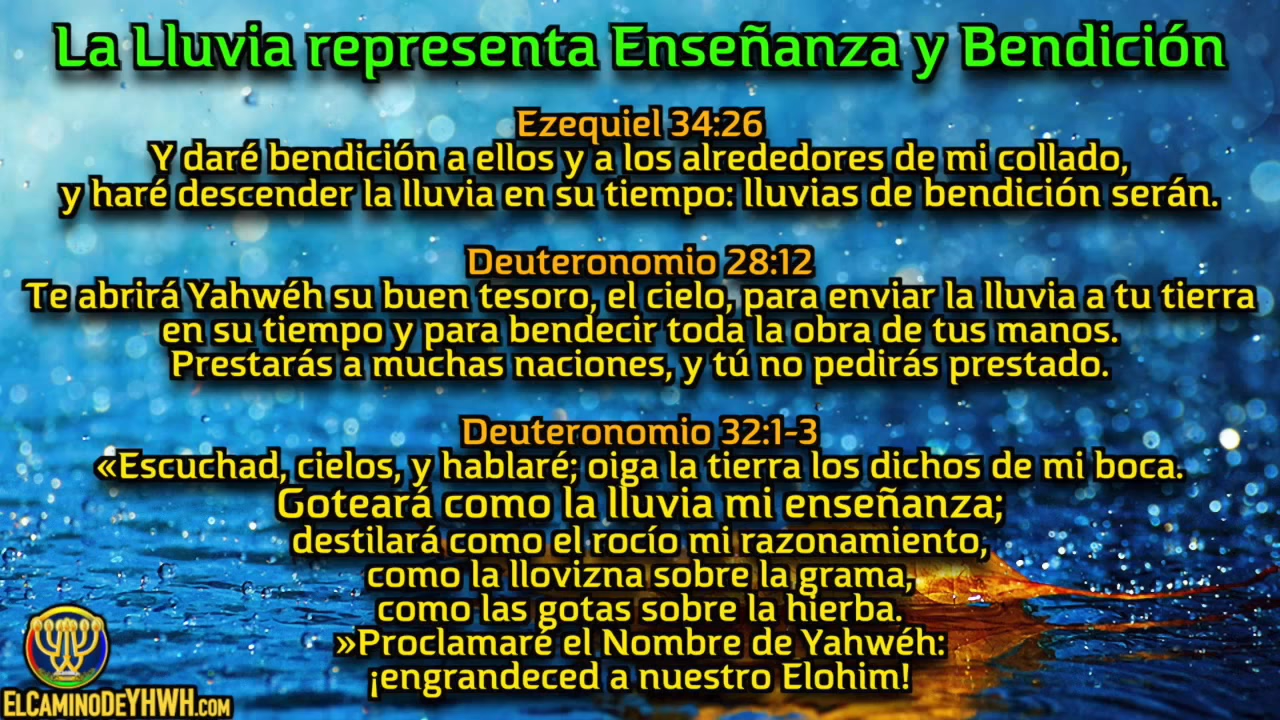 La Lluvia representa Enseñanza y Bendición
Ezequiel 34:26
Y daré bendición a ellos y a los alrededores de mi collado,
y haré descender la lluvia en su tiempo: lluvias de bendición serán.
Deuteronomio 28:12
Te abrirá Yahwéh su buen tesoro, el cielo, para enviar la lluvia a tu tierra
en su tiempo y para bendecir toda la obra de tus manos.
Prestarás a muchas naciones, y tú no pedirás prestado.
Deuteronomio 32:1-3
«Escuchad, cielos, y hablaré; oiga la tierra los dichos de mi boca.
Goteará como la lluvia mi enseñanza;
destilará como el rocío mi razonamiento,
como la llovizna sobre la grama,
como las gotas sobre la hierba.
»Proclamaré el Nombre de Yahwéh:
¡engrandeced a nuestro Elohim!
ELCAMINODEYHWH.com